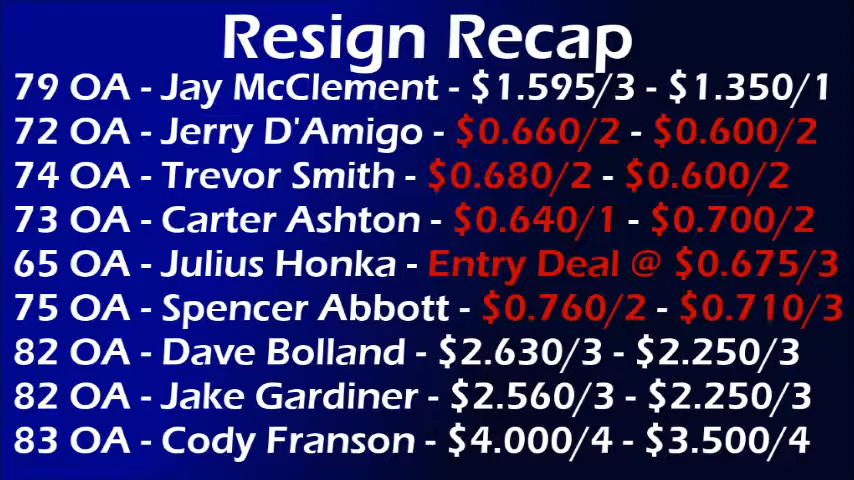 Resign Recap
79 OA - Jay McClement - $1.595/3 - $1.350/1
72 OA - Jerry D'Amigo - $0.660/2 - $0.600/2
74 OA - Trevor Smith - $0.680/2 - $0.600/2
73 OA - Carter Ashton - $0.640/1 - $0.700/2
65 OA - Julius Honka - Entry Deal @ $0.675/3
75 OA - Spencer Abbott - $0.760/2 - $0.710/3
82 OA - Dave Bolland - $2.630/3 - $2.250/3
82 OA - Jake Gardiner - $2.560/3 - $2.250/3
83 OA - Cody Franson - $4.000/4 - $3.500/4